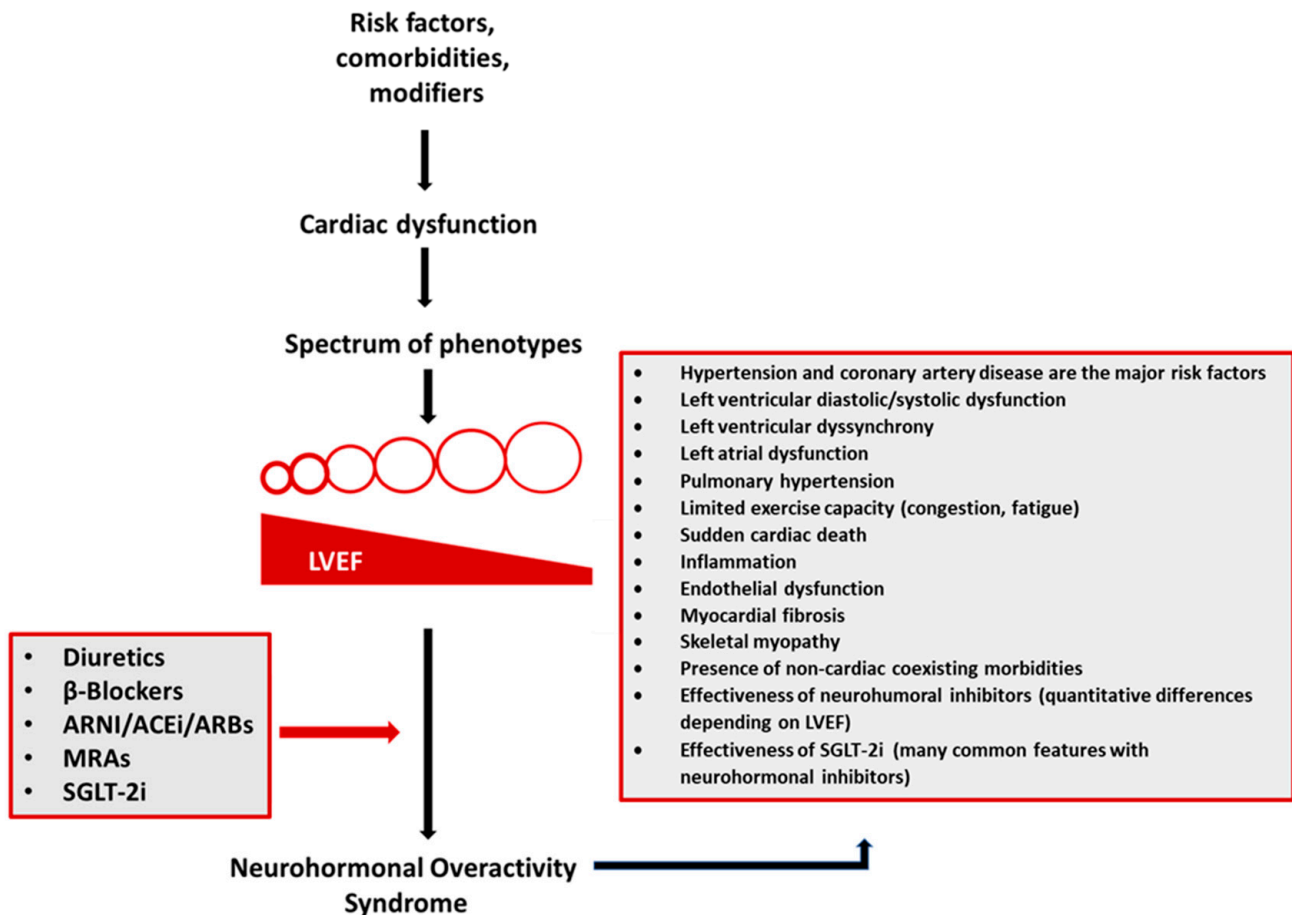 Risk factors,
comorbidities,
modifiers
Cardiac dysfunction
Spectrum of phenotypes
LVEF
• Diuretics
• β-Blockers
• ARNI/ACEi/ARBs
• MRAs
• SGLT-2i
Neurohormonal Overactivity
Syndrome
• Hypertension and coronary artery disease are the major risk factors
• Left ventricular diastolic/systolic dysfunction
• Left ventricular dyssynchrony
• Left atrial dysfunction
• Pulmonary hypertension
• Limited exercise capacity (congestion, fatigue)
• Sudden cardiac death
• Inflammation
• Endothelial dysfunction
• Myocardial fibrosis
• Skeletal myopathy
• Presence of non-cardiac coexisting morbidities
• Effectiveness of neurohumoral inhibitors (quantitative differences
depending on LVEF)
• Effectiveness of SGLT-2i (many common features with
neurohormonal inhibitors)